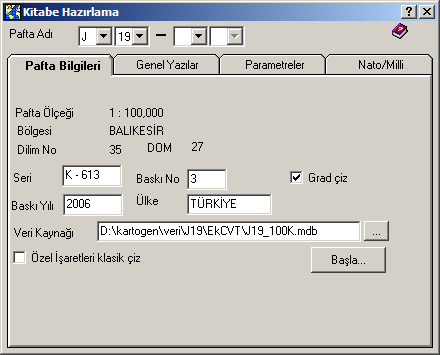 Kitabe Hazırlama
Pafta Adı J 19 –
Pafta Bilgileri Genel Yazılar Parametreler Nato/Milli
Pafta Ölçeği 1 : 100,000
Bölgesi BALIKESİR
Dilim No 35 DOM 27
Seri K - 613 Baskı No 3 Grad çiz
Baskı Yılı 2006 Ülke TÜRKİYE
Veri Kaynağı D:\kartogen\veri\J19\EkCVT\J19_100K.mdb ...
Özel İşaretleri klasik çiz Başla...